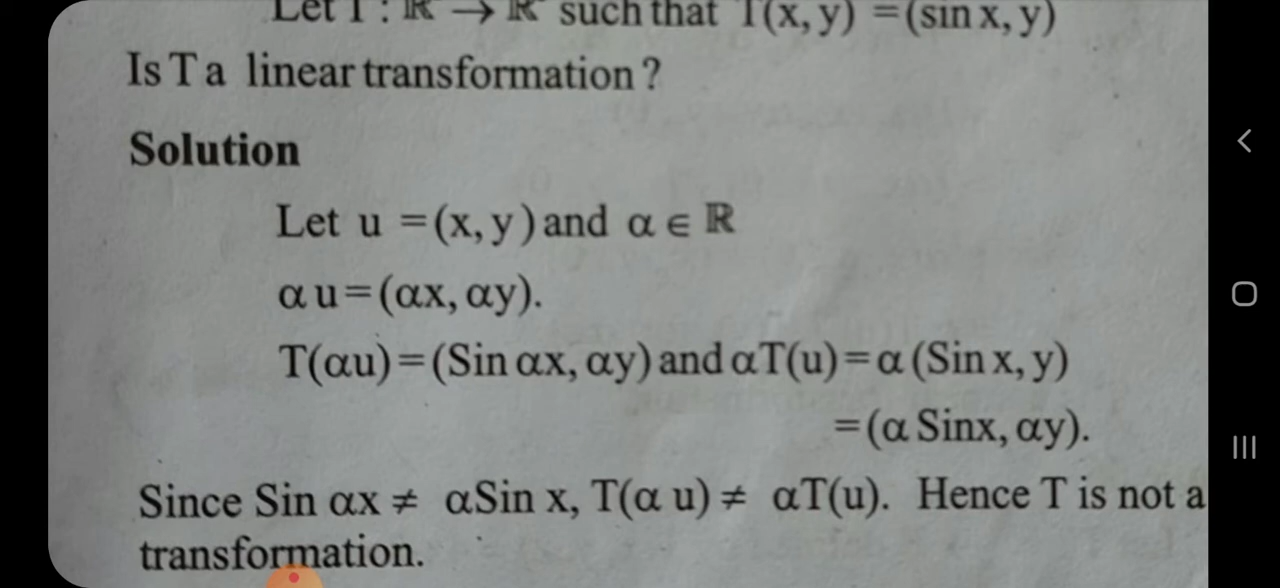 Let T : ℝ → ℝ such that T(x, y) = (sin x, y)
Is T a linear transformation ?
Solution
Let u = (x, y) and α ∈ ℝ
α u = (αx, αy).
T(αu) = (Sin αx, αy) and αT(u) = α (Sin x, y)
= (α Sinx, αy).
Since Sin αx ≠ αSin x, T(α u) ≠ αT(u). Hence T is not a
transformation.